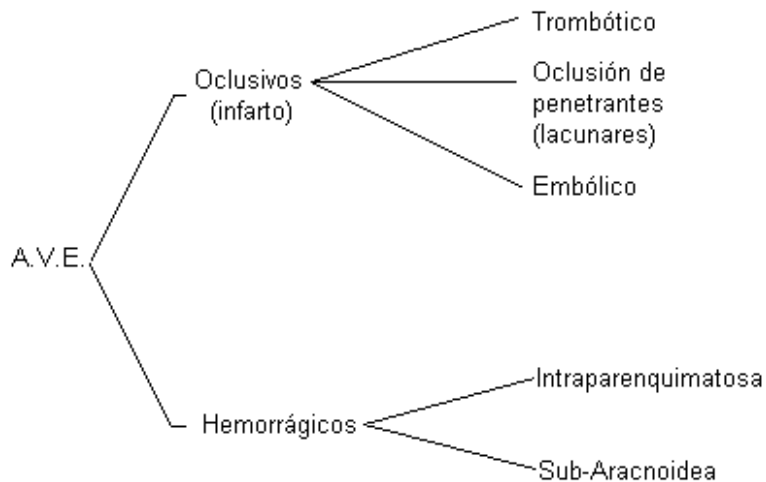 Trombótico
Oclusivos
(infarto)
Oclusión de
penetrantes
(lacunares)
Embólico
A.V.E.
Intraparenquimatosa
Hemorrágicos
Sub-Aracnoidea